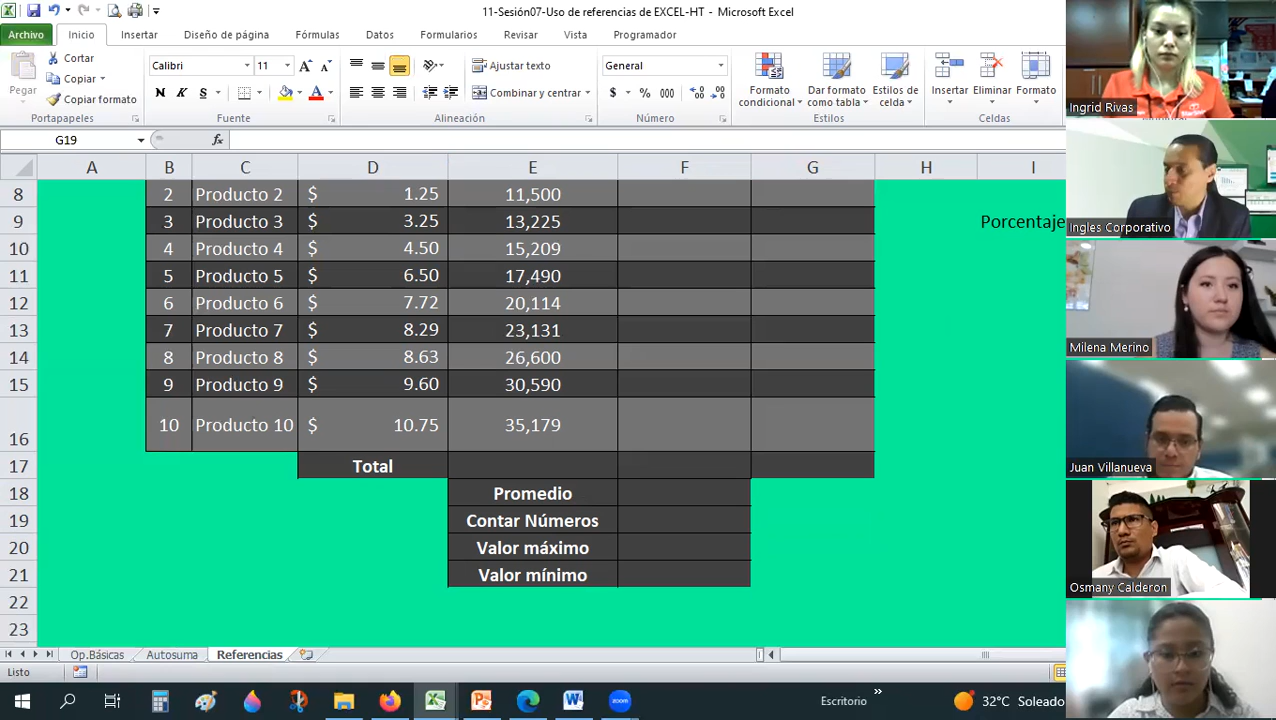 11-Sesión07-Uso de referencias de EXCEL-HT - Microsoft Excel
Archivo Inicio Insertar Diseño de página Fórmulas Datos Formularios Revisar Vista Programador
Pegar
Cortar
Copiar
Copiar formato
Portapapeles
Calibri 11
N K S
Fuente
Ajustar texto
Combinar y centrar
Alineación
General
$ % 000
Número
Formato condicional
Dar formato como tabla
Estilos de celda
Estilos
Insertar
Eliminar
Formato
Celdas
G19 fx
A B C D E F G H I
8 2 Producto 2 $ 1.25 11,500
9 3 Producto 3 $ 3.25 13,225 Porcentaje
10 4 Producto 4 $ 4.50 15,209
11 5 Producto 5 $ 6.50 17,490
12 6 Producto 6 $ 7.72 20,114
13 7 Producto 7 $ 8.29 23,131
14 8 Producto 8 $ 8.63 26,600
15 9 Producto 9 $ 9.60 30,590
16 10 Producto 10 $ 10.75 35,179
17 Total
18 Promedio
19 Contar Números
20 Valor máximo
21 Valor mínimo
22
23
Op.Básicas Autosuma Referencias
Listo
Escritorio
32°C Soleado
zoom
Ingrid Rivas
Ingles Corporativo
Milena Merino
Juan Villanueva
Osmany Calderon